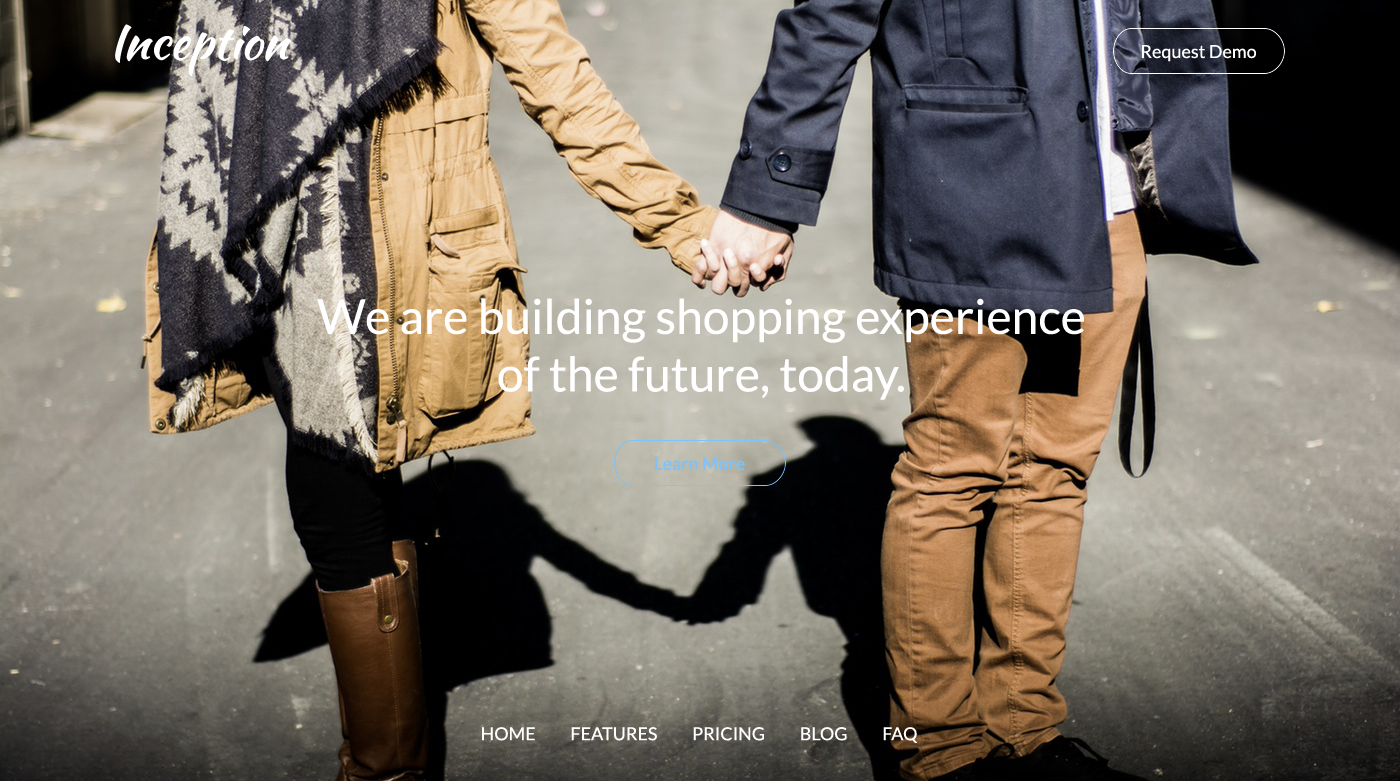 Inception
Request Demo
We are building shopping experience
of the future, today.
Learn More
HOME FEATURES PRICING BLOG FAQ